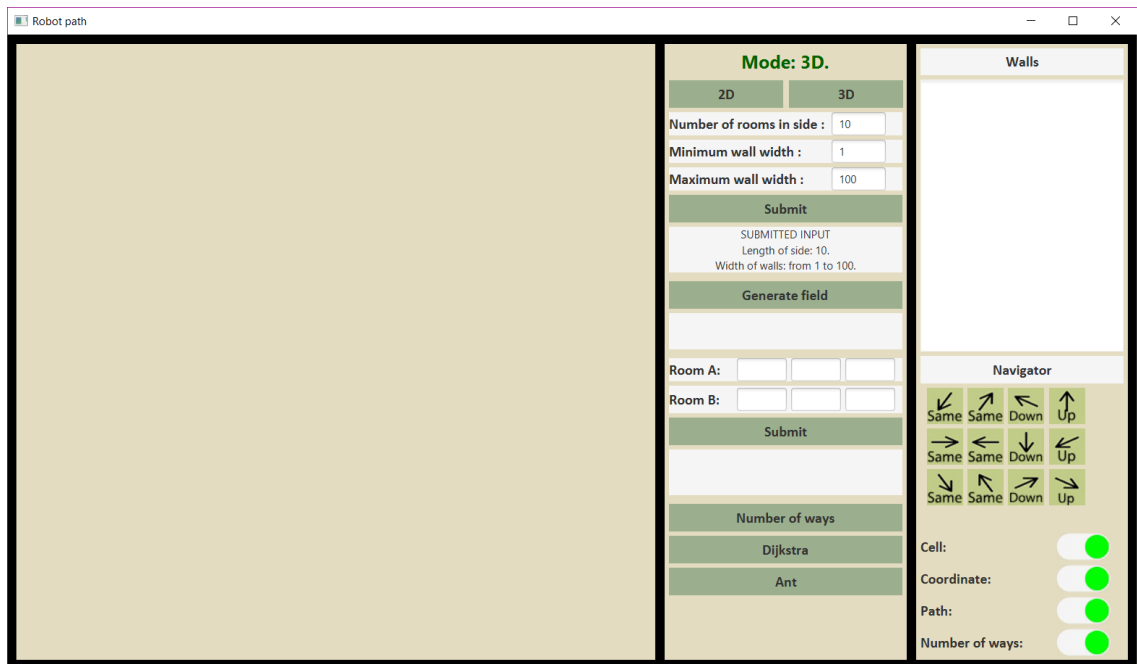 Robot path
Mode: 3D.
2D 3D
Number of rooms in side : 10
Minimum wall width : 1
Maximum wall width : 100
Submit
SUBMITTED INPUT
Length of side: 10.
Width of walls: from 1 to 100.
Generate field
Room A:
Room B:
Submit
Number of ways
Dijkstra
Ant
Walls
Navigator
Same Same Down Up
Same Same Down Up
Same Same Down Up
Cell:
Coordinate:
Path:
Number of ways: